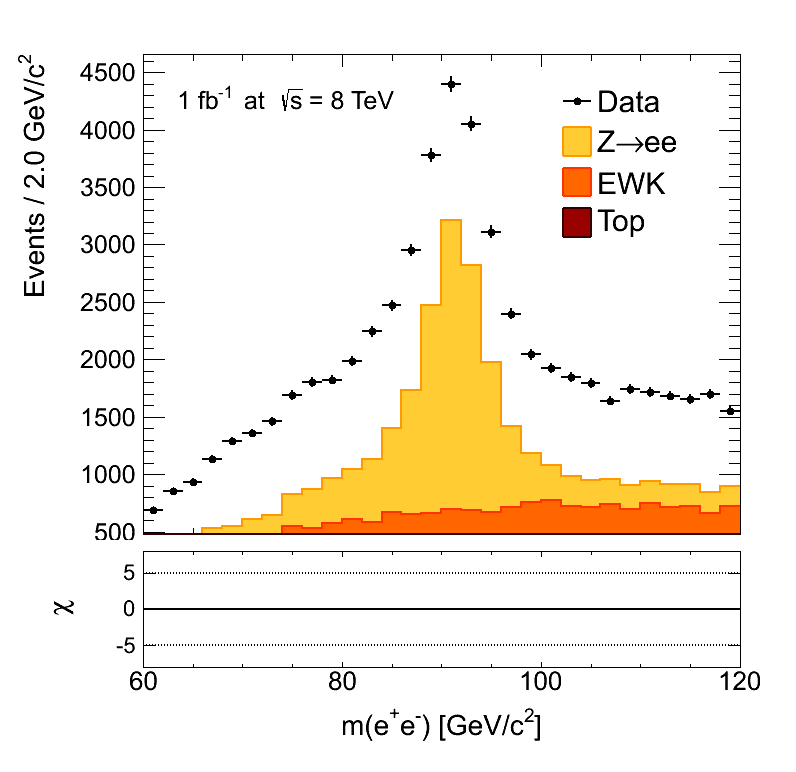 Events / 2.0 GeV/c²
4500
4000
3500
3000
2500
2000
1500
1000
500
1 fb⁻¹ at √s = 8 TeV
Data
Z→ee
EWK
Top
χ
5
0
-5
60
80
100
120
m(e⁺e⁻) [GeV/c²]